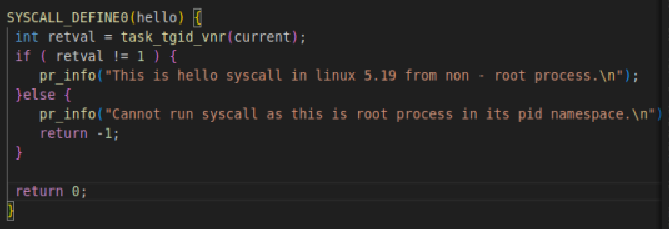 SYSCALL_DEFINE0(hello) {
int retval = task_tgid_vnr(current);
if ( retval != 1 ) {
pr_info("This is hello syscall in linux 5.19 from non - root process.\n");
}else {
pr_info("Cannot run syscall as this is root process in its pid namespace.\n")
return -1;
}
return 0;
}